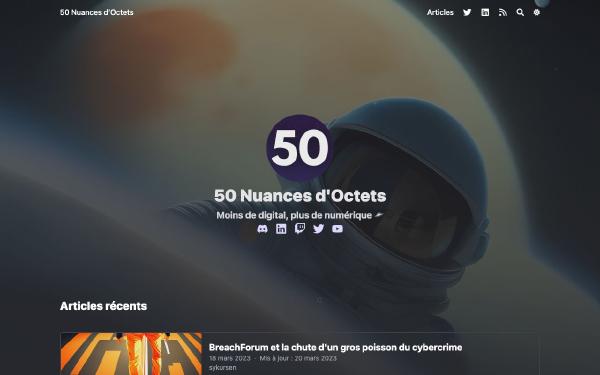 50 Nuances d'Octets
Articles
50
50 Nuances d'Octets
Moins de digital, plus de numérique
Articles récents
BreachForum et la chute d'un gros poisson du cybercrime
18 mars 2023 · Mis à jour : 20 mars 2023
sykursen